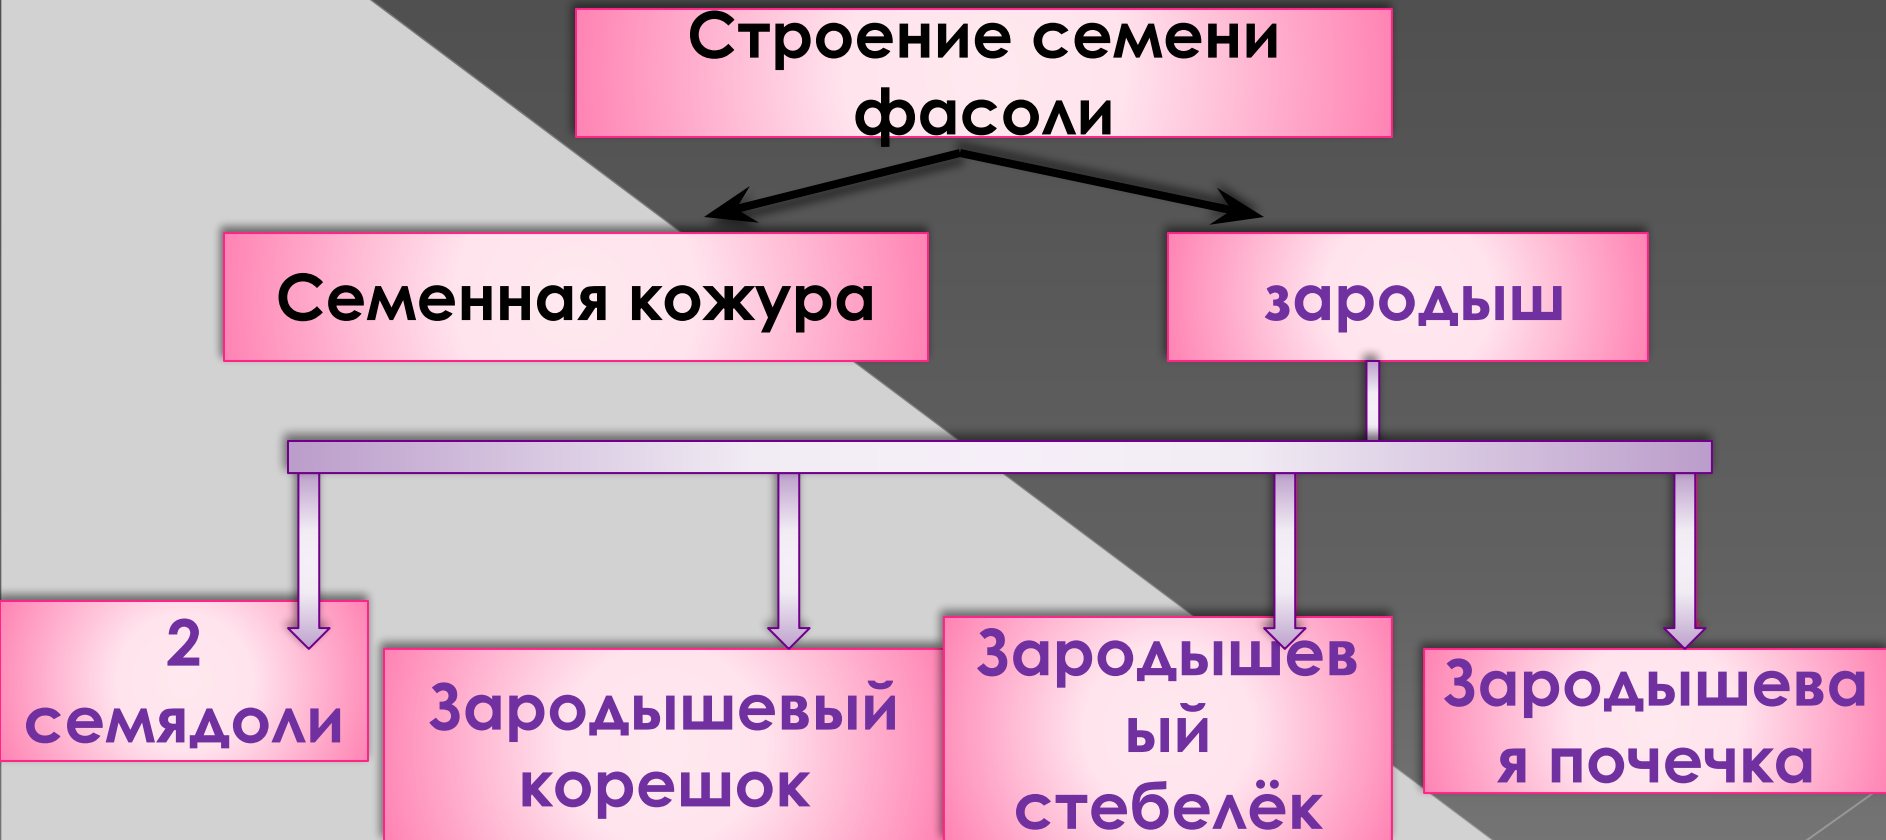 Строение семени
фасоли
Семенная кожура
зародыш
2
семядоли
Зародышевый
корешок
Зародышев
ый
стебелёк
Зародышева
я почечка